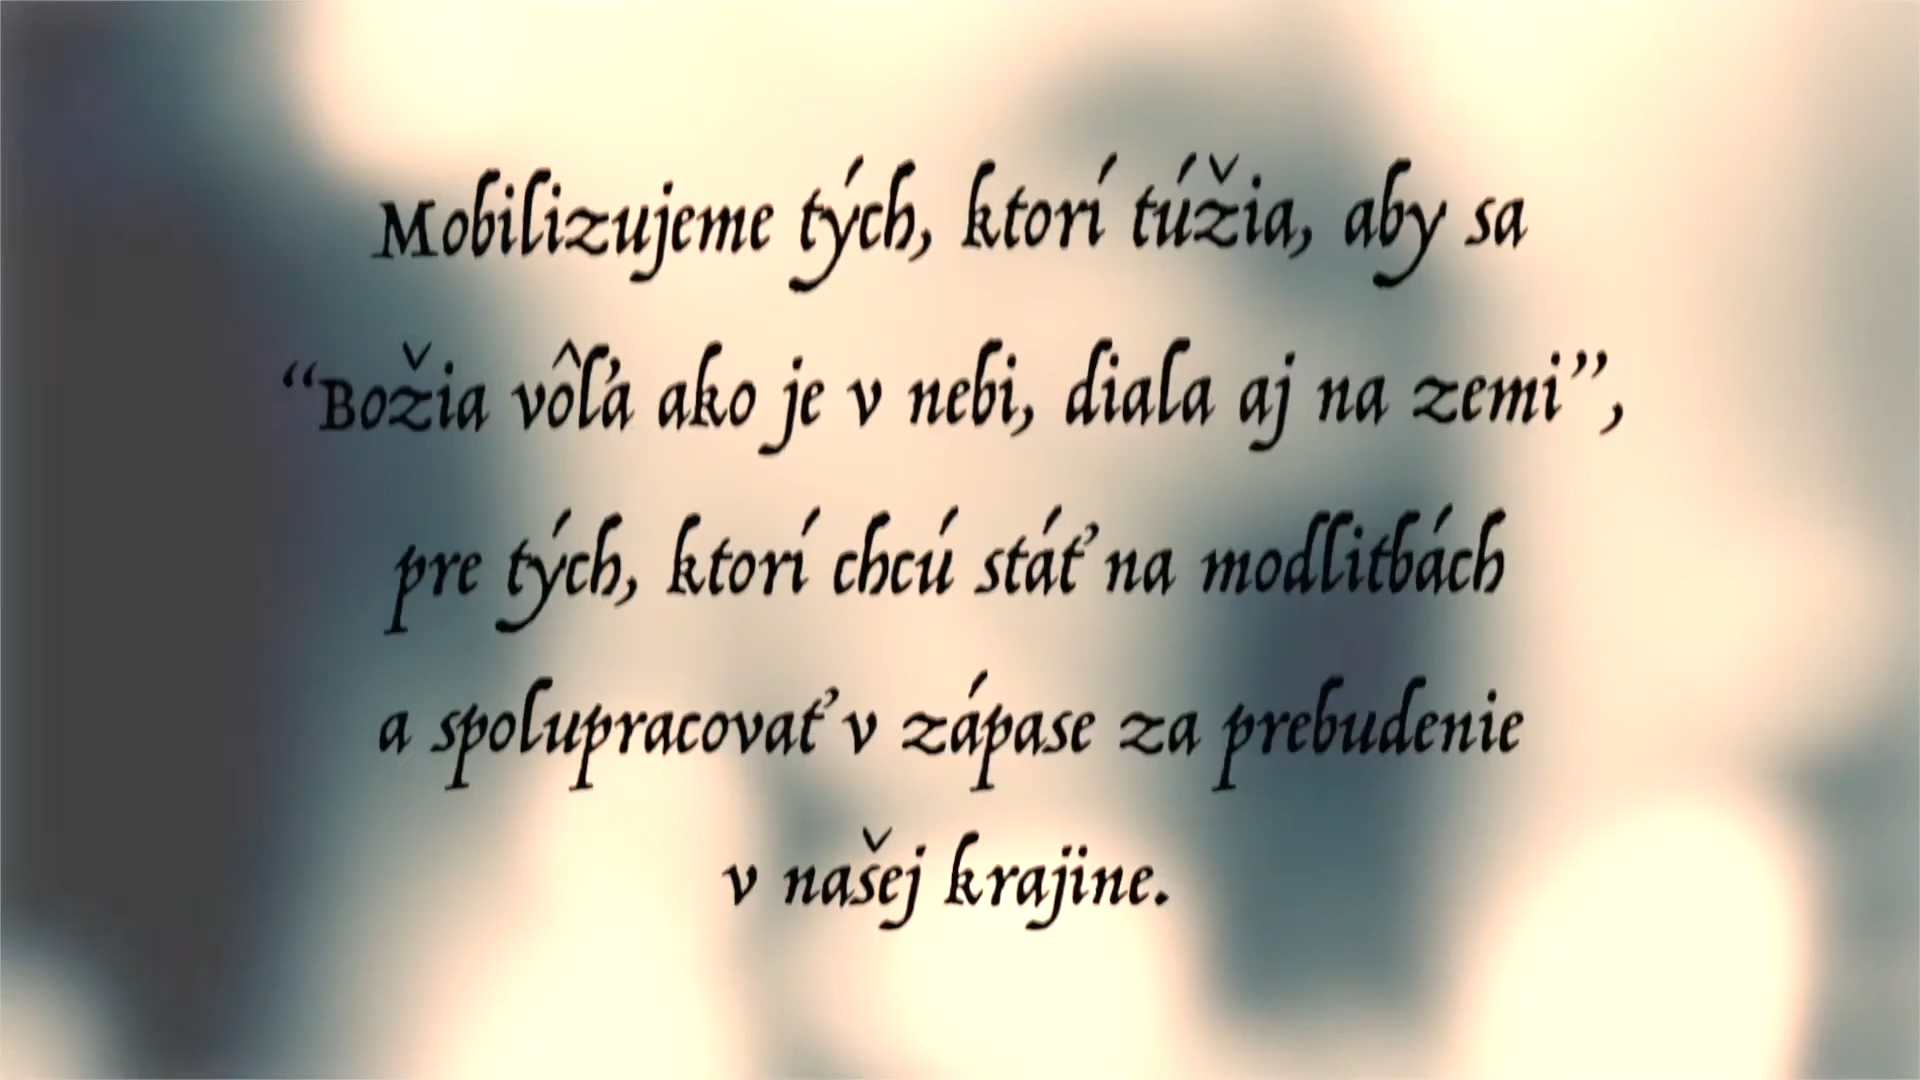 Mobilizujeme tých, ktorí túžia, aby sa
“Božia vôľa ako je v nebi, diala aj na zemi”,
pre tých, ktorí chcú stáť na modlitbách
a spolupracovať v zápase za prebudenie
v našej krajine.